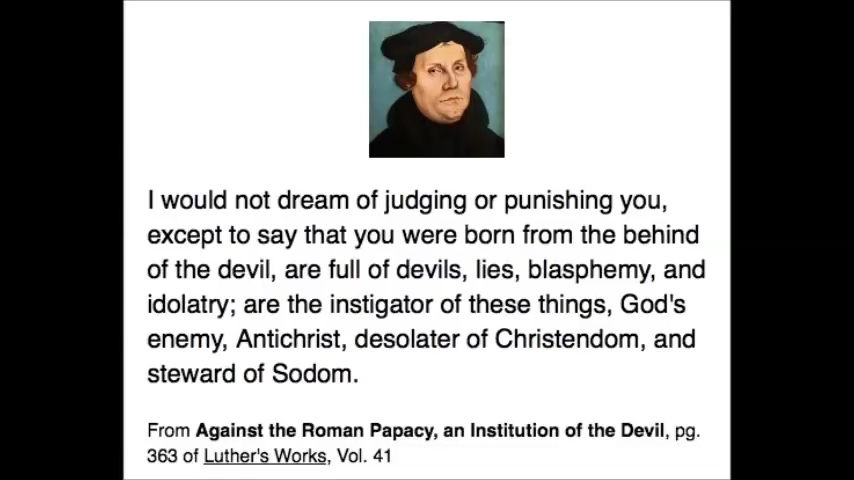 I would not dream of judging or punishing you,
except to say that you were born from the behind
of the devil, are full of devils, lies, blasphemy, and
idolatry; are the instigator of these things, God's
enemy, Antichrist, desolater of Christendom, and
steward of Sodom.
From Against the Roman Papacy, an Institution of the Devil, pg.
363 of Luther's Works, Vol. 41